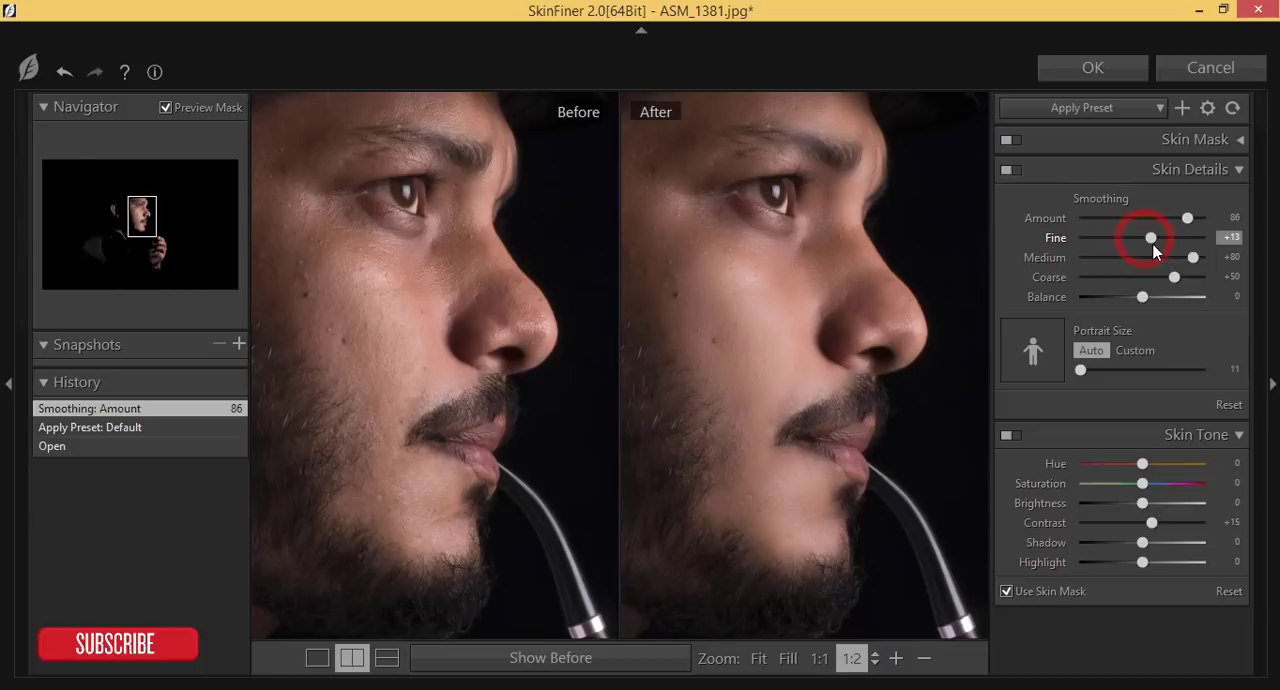 SkinFiner 2.0[64Bit] - ASM_1381.jpg*
OK
Cancel
Navigator
Preview Mask
Before
After
Apply Preset
Skin Mask
Skin Details
Smoothing
Amount 86
Fine +13
Medium +80
Coarse +50
Balance 0
Portrait Size
Auto Custom
11
Reset
Snapshots
History
Smoothing: Amount 86
Apply Preset: Default
Open
Skin Tone
Hue 0
Saturation 0
Brightness 0
Contrast +15
Shadow 0
Highlight 0
Use Skin Mask Reset
SUBSCRIBE
Show Before
Zoom: Fit Fill 1:1 1:2